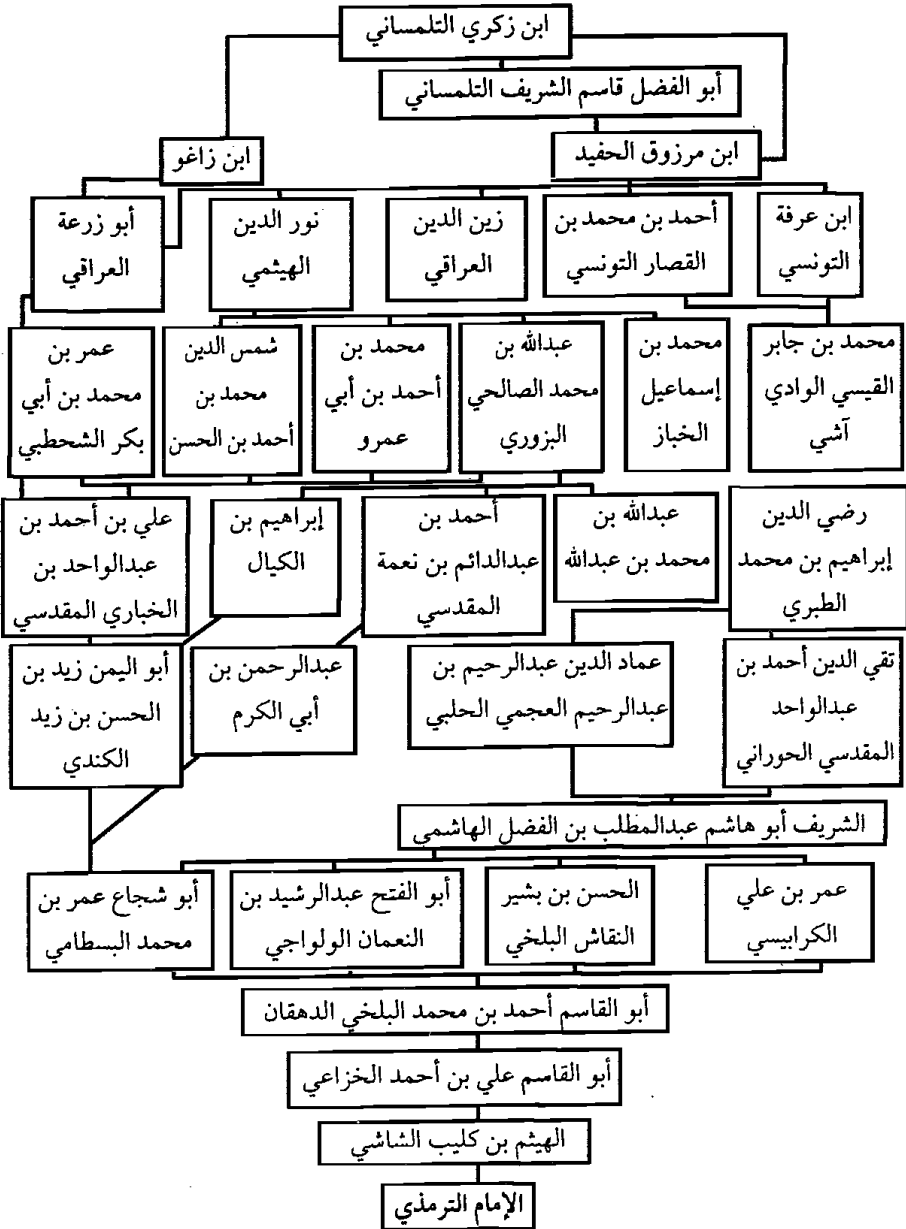 ابن زكري التلمساني
أبو الفضل قاسم الشريف التلمساني
ابن مرزوق الحفيد
ابن زاغو
ابن عرفة
التونسي
أحمد بن محمد بن
القصار التونسي
زين الدين
العراقي
نور الدين
الهيثمي
أبو زرعة
العراقي
محمد بن جابر
القيسي الوادي
آشي
محمد بن
إسماعيل
الخباز
عبدالله بن
محمد الصالحي
البزوري
محمد بن
أحمد بن أبي
عمرو
شمس الدين
محمد بن
أحمد بن الحسن
عمر بن
محمد بن أبي
بكر الشحطبي
رضي الدين
إبراهيم بن محمد
الطبري
عبدالله بن
محمد بن عبدالله
أحمد بن
عبدالدائم بن نعمة
المقدسي
إبراهيم بن
الكيال
علي بن أحمد بن
عبدالواحد بن
الخباري المقدسي
تقي الدين أحمد بن
عبدالواحد
المقدسي الحوراني
عماد الدين عبدالرحيم بن
عبدالرحيم العجمي الحلبي
عبدالرحمن بن
أبي الكرم
أبو اليمن زيد بن
الحسن بن زيد
الكندي
الشريف أبو هاشم عبدالمطلب بن الفضل الهاشمي
عمر بن علي
الكرابيسي
الحسن بن بشير
النقاش البلخي
أبو الفتح عبدالرشيد بن
النعمان الولواجي
أبو شجاع عمر بن
محمد البسطامي
أبو القاسم أحمد بن محمد البلخي الدهقان
أبو القاسم علي بن أحمد الخزاعي
الهيثم بن كليب الشاشي
الإمام الترمذي